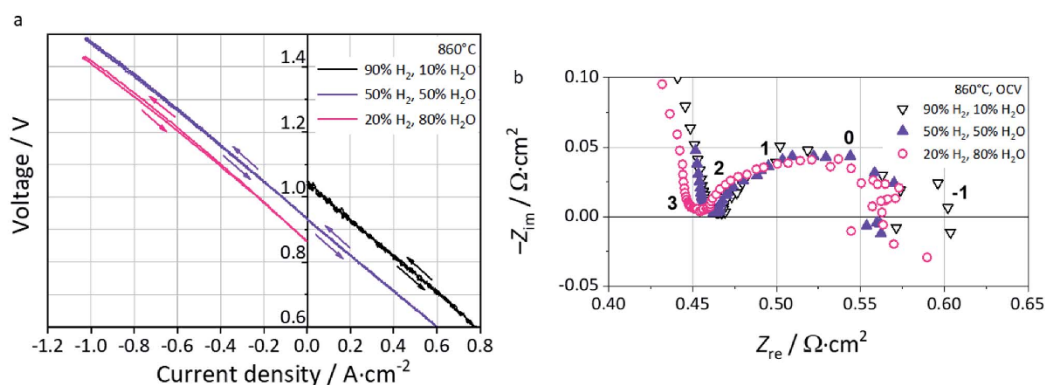 a
Voltage / V
1.4
1.2
1.0
0.8
0.6
860°C
90% H₂, 10% H₂O
50% H₂, 50% H₂O
20% H₂, 80% H₂O
-1.2 -1.0 -0.8 -0.6 -0.4 -0.2 0.0 0.2 0.4 0.6 0.8
Current density / A·cm⁻²
b
−Zᵢₘ / Ω·cm²
0.10
0.05
0.00
-0.05
860°C, OCV
90% H₂, 10% H₂O
50% H₂, 50% H₂O
20% H₂, 80% H₂O
0
1
2
3
-1
0.40 0.45 0.50 0.55 0.60 0.65
Zᵣₑ / Ω·cm²